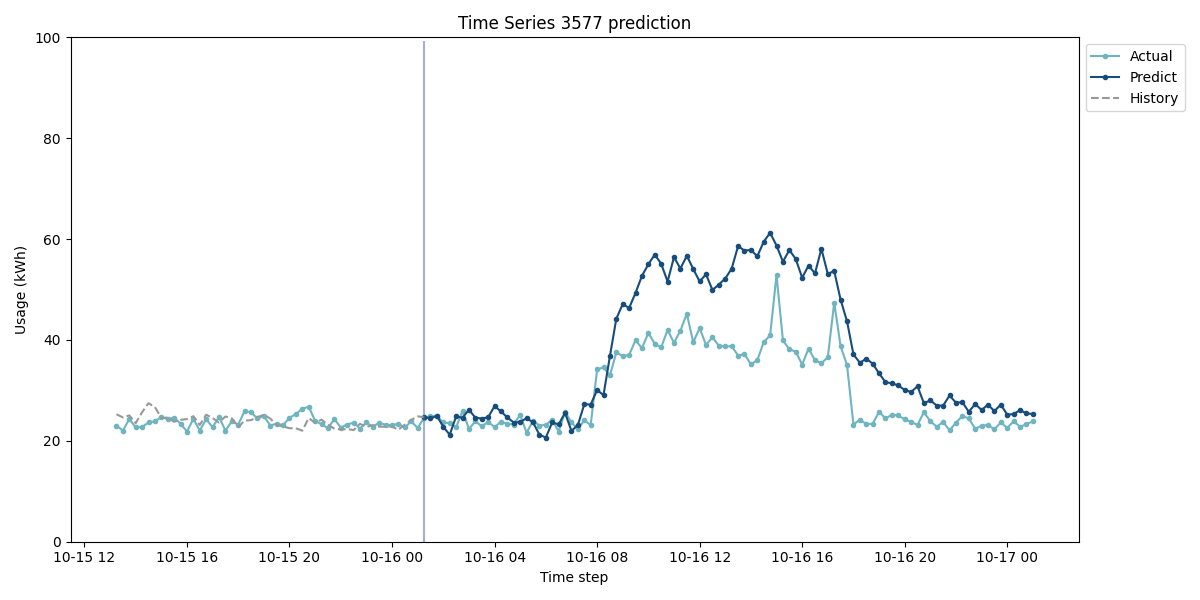 Time Series 3577 prediction
Usage (kWh)
100
80
60
40
20
0
10-15 12
10-15 16
10-15 20
10-16 00
10-16 04
10-16 08
10-16 12
10-16 16
10-16 20
10-17 00
Time step
Actual
Predict
History